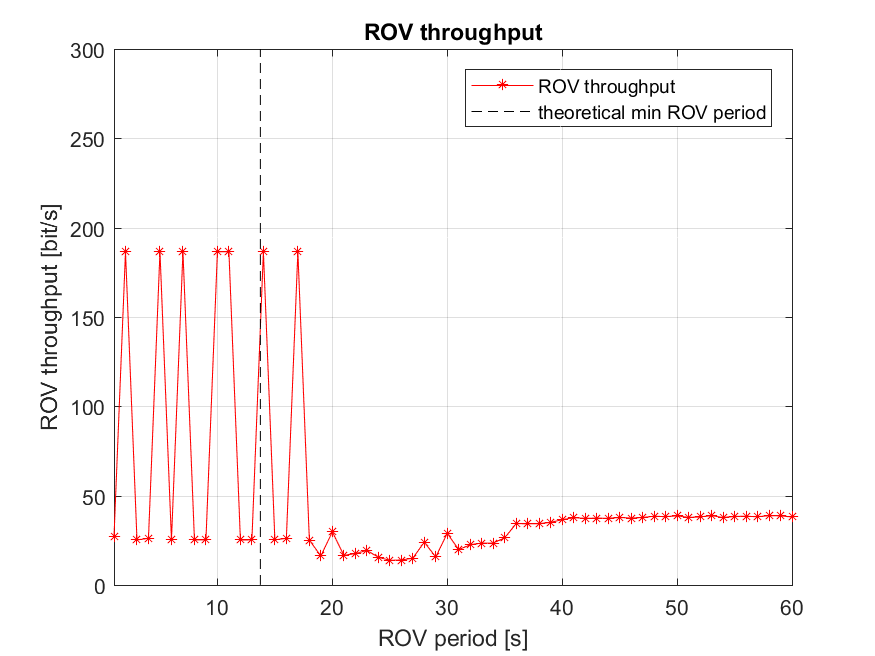 ROV throughput
300
250
200
150
100
50
0
ROV throughput [bit/s]
ROV throughput
theoretical min ROV period
10
20
30
40
50
60
ROV period [s]